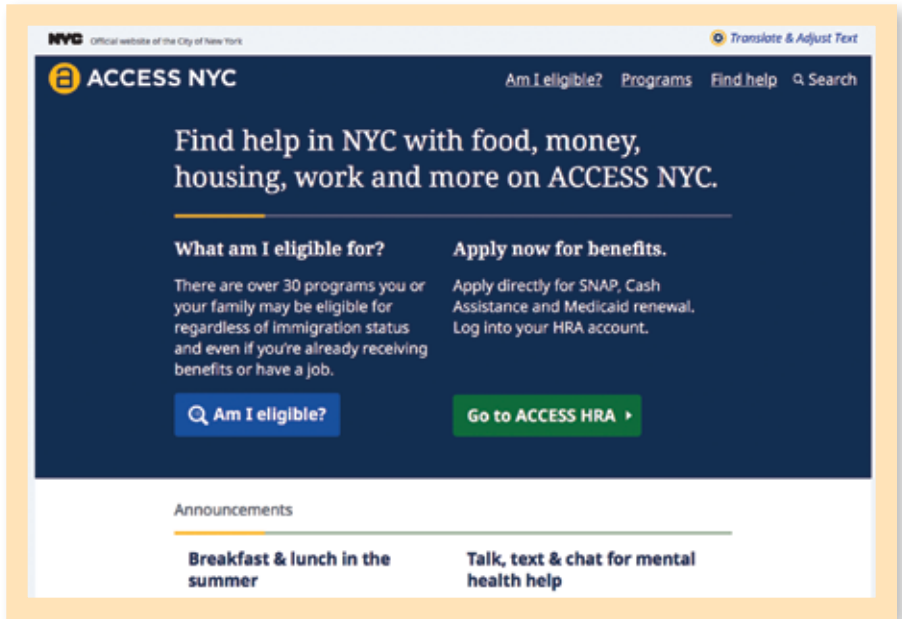 NYC Official website of the City of New York
Translate & Adjust Text
ACCESS NYC
Am I eligible? Programs Find help Search
Find help in NYC with food, money,
housing, work and more on ACCESS NYC.
What am I eligible for?
There are over 30 programs you or
your family may be eligible for
regardless of immigration status
and even if you're already receiving
benefits or have a job.
Am I eligible?
Apply now for benefits.
Apply directly for SNAP, Cash
Assistance and Medicaid renewal.
Log into your HRA account.
Go to ACCESS HRA
Announcements
Breakfast & lunch in the
summer
Talk, text & chat for mental
health help